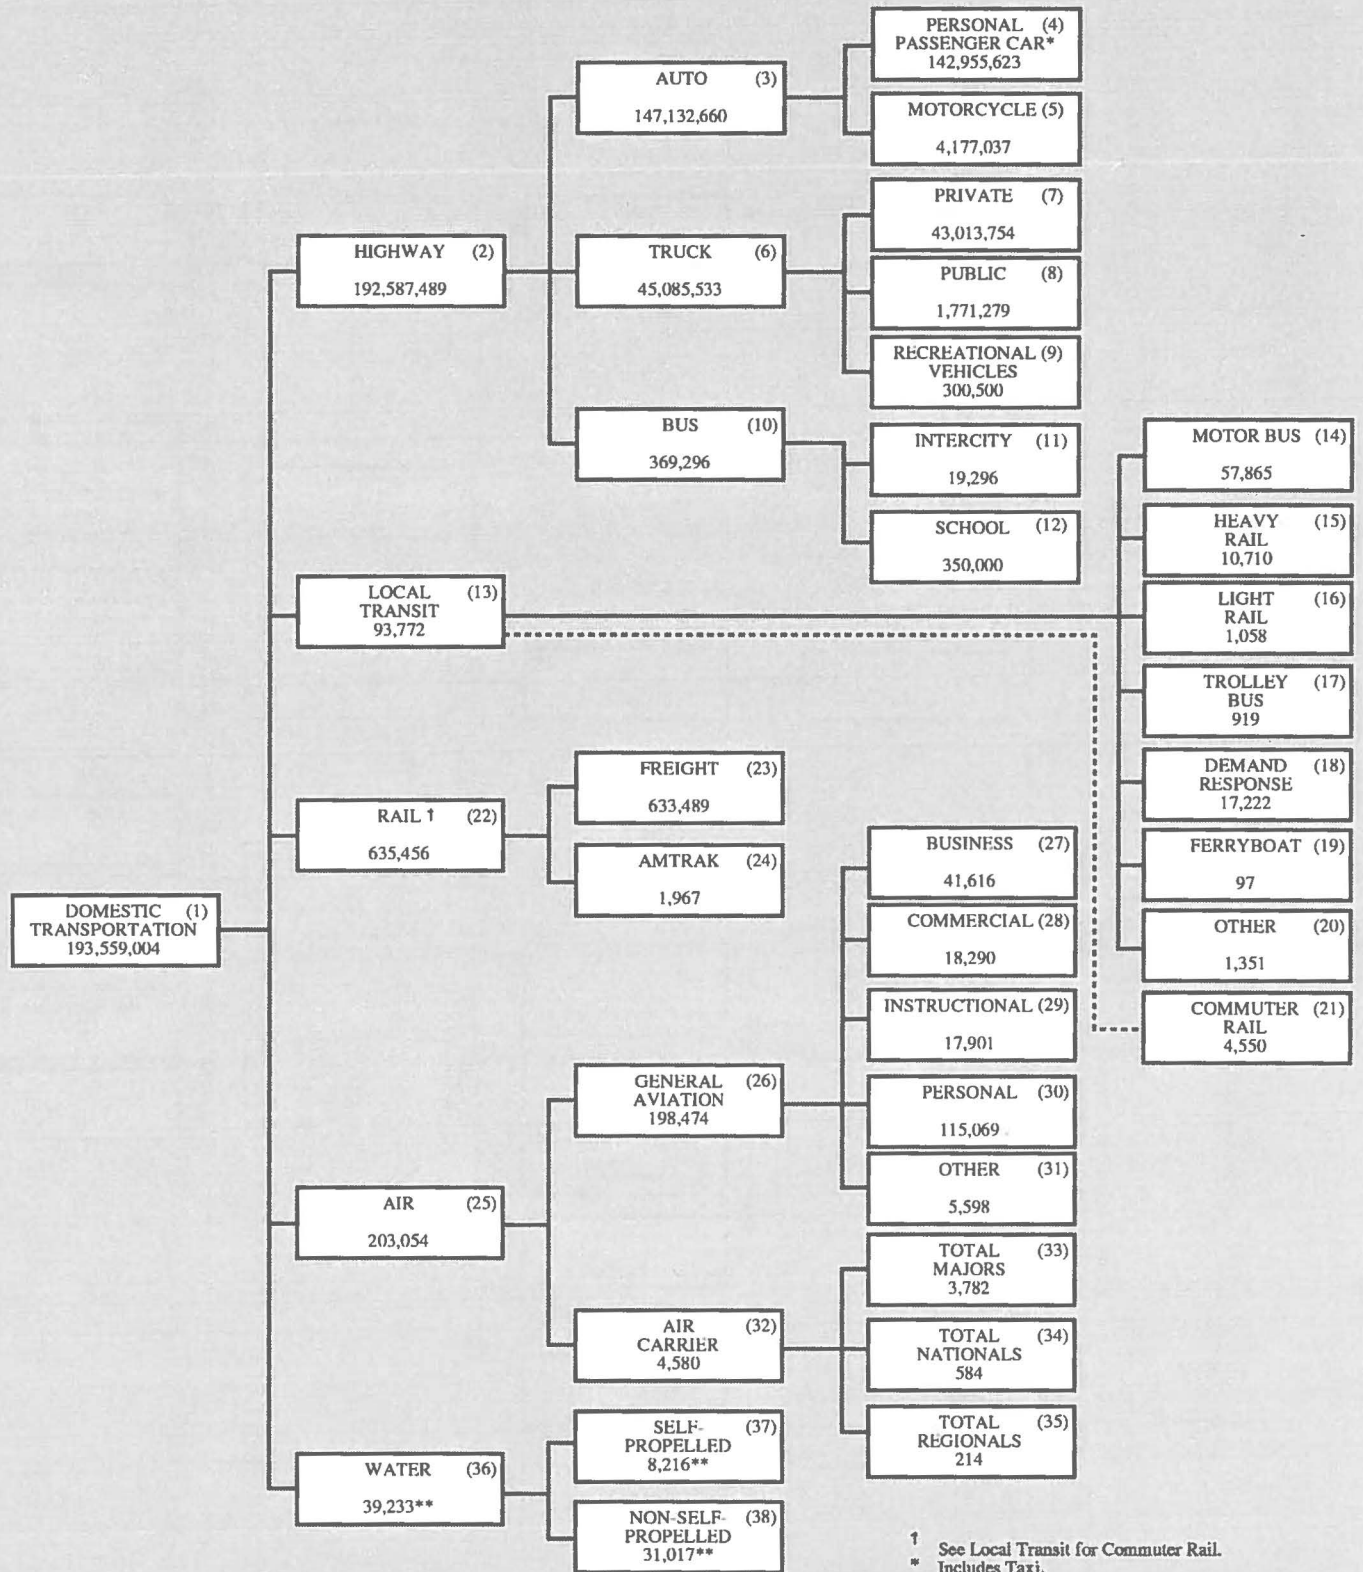 PERSONAL (4)
PASSENGER CAR*
142,955,623
AUTO (3)
147,132,660
MOTORCYCLE (5)
4,177,037
PRIVATE (7)
43,013,754
HIGHWAY (2)
192,587,489
TRUCK (6)
45,085,533
PUBLIC (8)
1,771,279
RECREATIONAL (9)
VEHICLES
300,500
BUS (10)
369,296
INTERCITY (11)
19,296
SCHOOL (12)
350,000
MOTOR BUS (14)
57,865
HEAVY (15)
RAIL
10,710
LOCAL (13)
TRANSIT
93,772
LIGHT (16)
RAIL
1,058
TROLLEY (17)
BUS
919
DEMAND (18)
RESPONSE
17,222
FERRYBOAT (19)
97
OTHER (20)
1,351
COMMUTER (21)
RAIL
4,550
FREIGHT (23)
633,489
RAIL † (22)
635,456
AMTRAK (24)
1,967
DOMESTIC (1)
TRANSPORTATION
193,559,004
BUSINESS (27)
41,616
COMMERCIAL (28)
18,290
INSTRUCTIONAL (29)
17,901
GENERAL (26)
AVIATION
198,474
PERSONAL (30)
115,069
OTHER (31)
5,598
AIR (25)
203,054
TOTAL (33)
MAJORS
3,782
AIR (32)
CARRIER
4,580
TOTAL (34)
NATIONALS
584
TOTAL (35)
REGIONALS
214
SELF- (37)
PROPELLED
8,216**
WATER (36)
39,233**
NON-SELF- (38)
PROPELLED
31,017**
† See Local Transit for Commuter Rail.
* Includes Taxi.